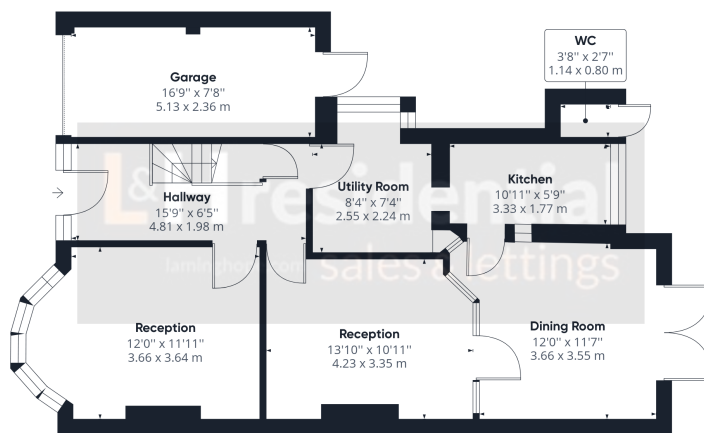 WC
3'8" x 2'7"
1.14 x 0.80 m
Garage
16'9" x 7'8"
5.13 x 2.36 m
Utility Room
8'4" x 7'4"
2.55 x 2.24 m
Kitchen
10'11" x 5'9"
3.33 x 1.77 m
Hallway
15'9" x 6'5"
4.81 x 1.98 m
residential
sales & lettings
Reception
12'0" x 11'11"
3.66 x 3.64 m
Reception
13'10" x 10'11"
4.23 x 3.35 m
Dining Room
12'0" x 11'7"
3.66 x 3.55 m